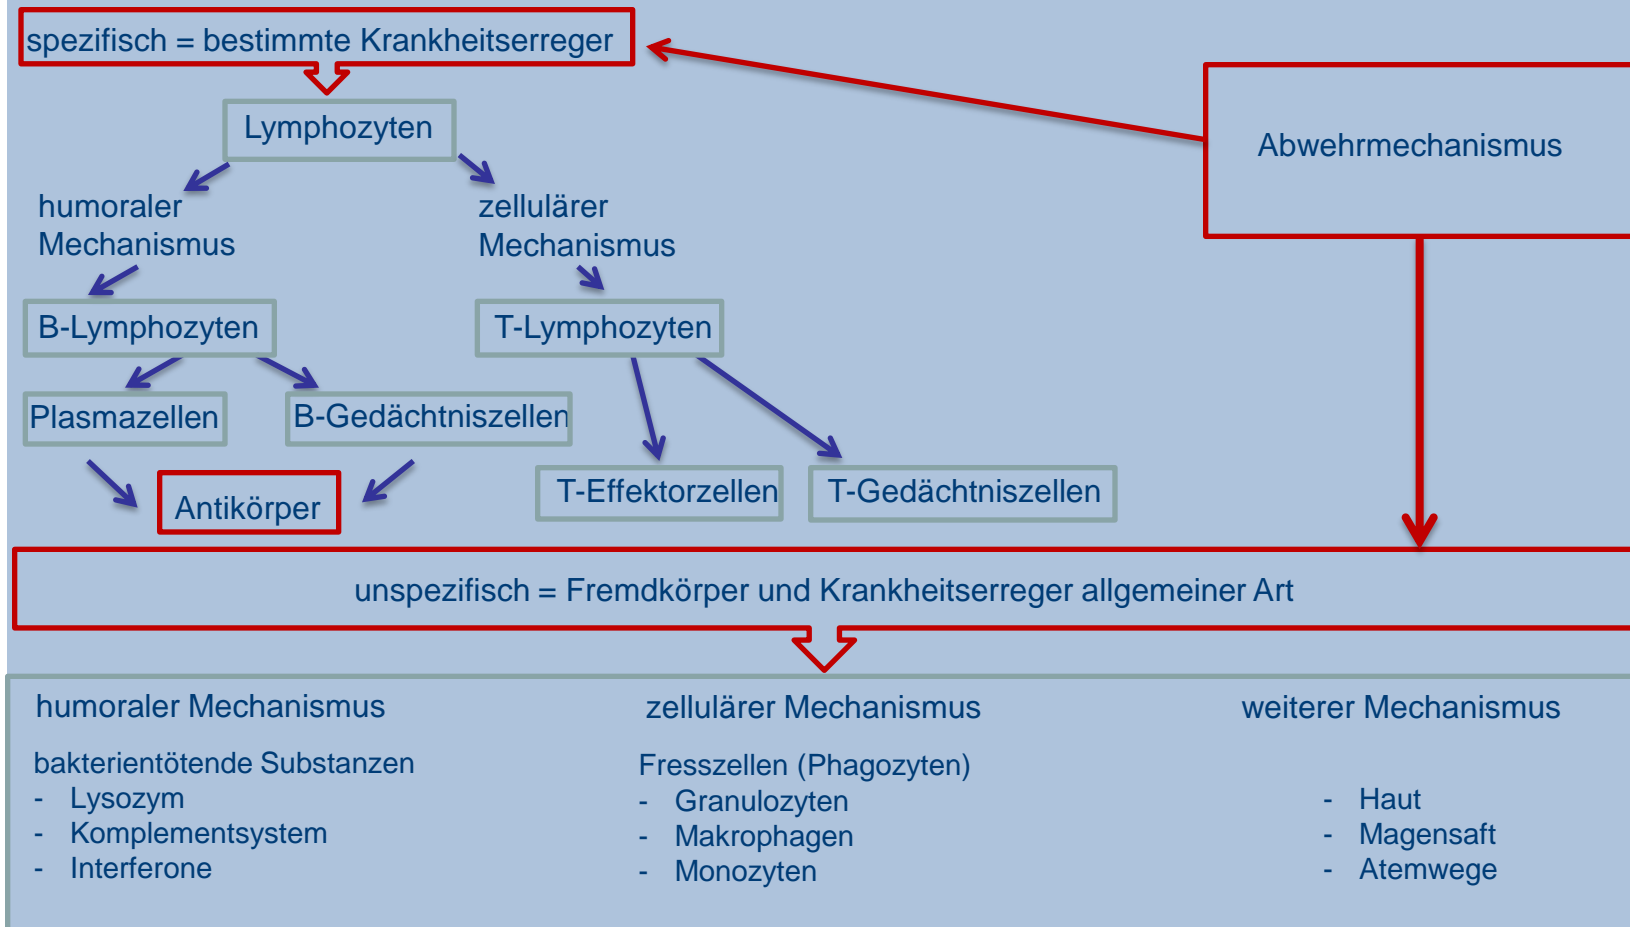 spezifisch = bestimmte Krankheitserreger
Abwehrmechanismus
Lymphozyten
humoraler
Mechanismus
zellulärer
Mechanismus
B-Lymphozyten
T-Lymphozyten
Plasmazellen
B-Gedächtniszellen
Antikörper
T-Effektorzellen
T-Gedächtniszellen
unspezifisch = Fremdkörper und Krankheitserreger allgemeiner Art
humoraler Mechanismus
bakterientötende Substanzen
- Lysozym
- Komplementsystem
- Interferone
zellulärer Mechanismus
Fresszellen (Phagozyten)
- Granulozyten
- Makrophagen
- Monozyten
weiterer Mechanismus
- Haut
- Magensaft
- Atemwege